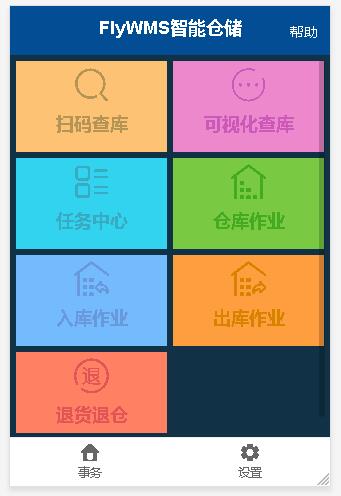 FlyWMS智能仓储
帮助
扫码查库
可视化查库
任务中心
仓库作业
入库作业
出库作业
退
退货退仓
事务
设置